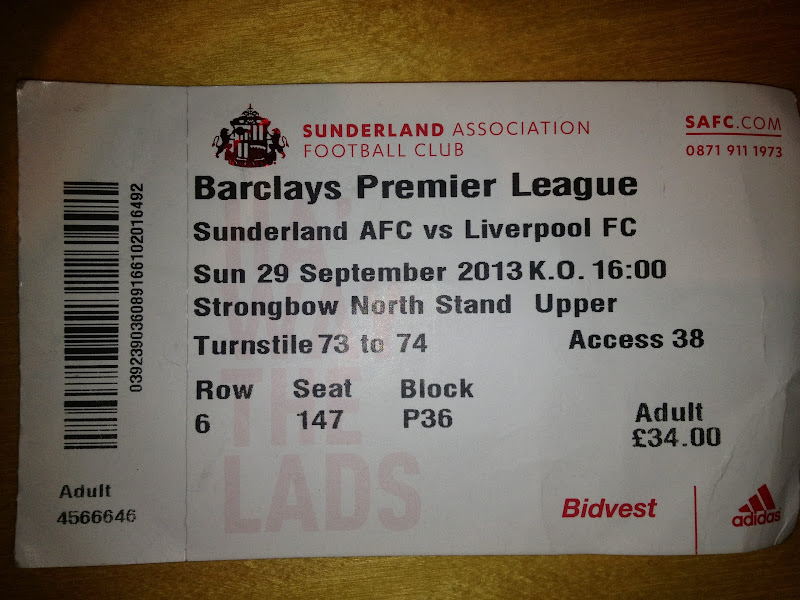 SUNDERLAND ASSOCIATION
FOOTBALL CLUB
SAFC.COM
0871 911 1973
Barclays Premier League
Sunderland AFC vs Liverpool FC
Sun 29 September 2013 K.O. 16:00
Strongbow North Stand Upper
Turnstile 73 to 74 Access 38
Row Seat Block
6 147 P36
Adult
£34.00
THE
LADS
Bidvest
adidas
039239036089166102016492
Adult
4566646